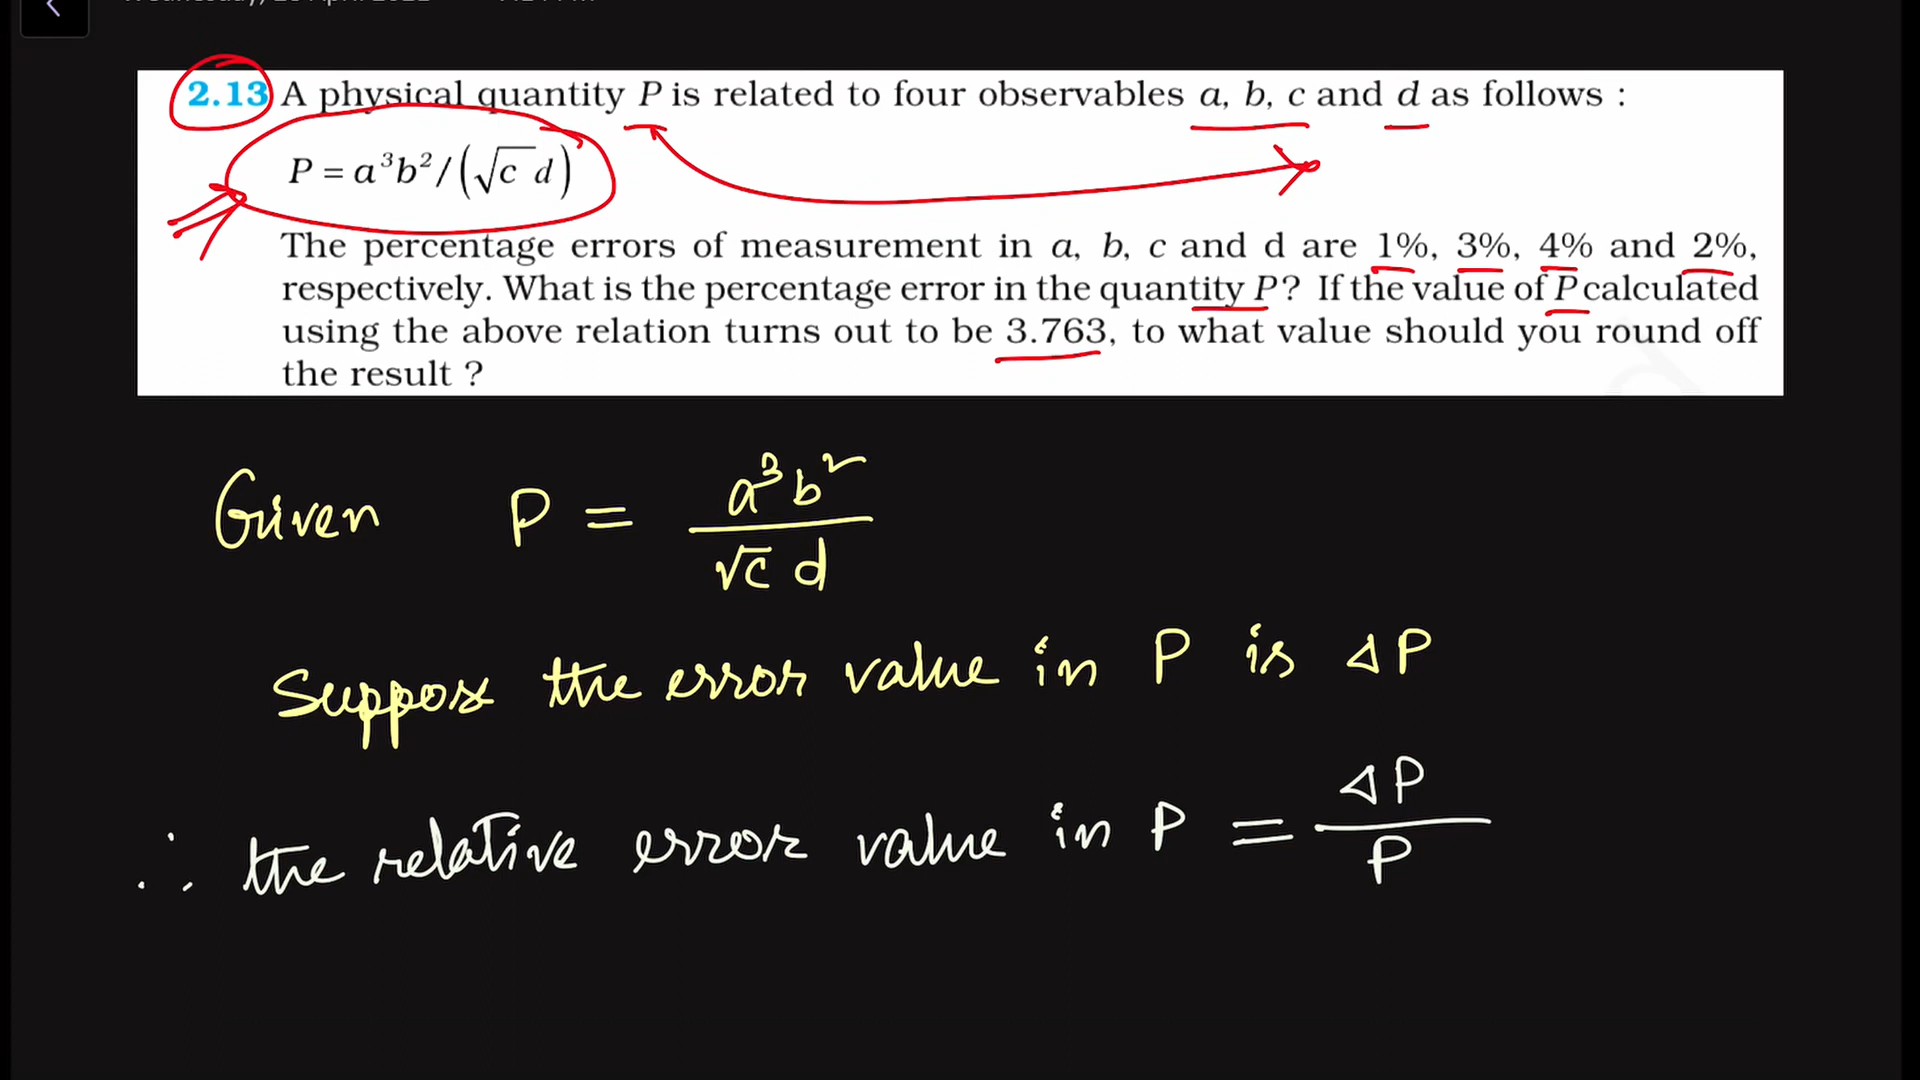 2.13 A physical quantity P is related to four observables a, b, c and d as follows :
P = a³b²/(√c d)
The percentage errors of measurement in a, b, c and d are 1%, 3%, 4% and 2%,
respectively. What is the percentage error in the quantity P? If the value of P calculated
using the above relation turns out to be 3.763, to what value should you round off
the result ?
Given P = a³b² / √c d
Suppose the error value in P is ΔP
∴ the relative error value in P = ΔP / P